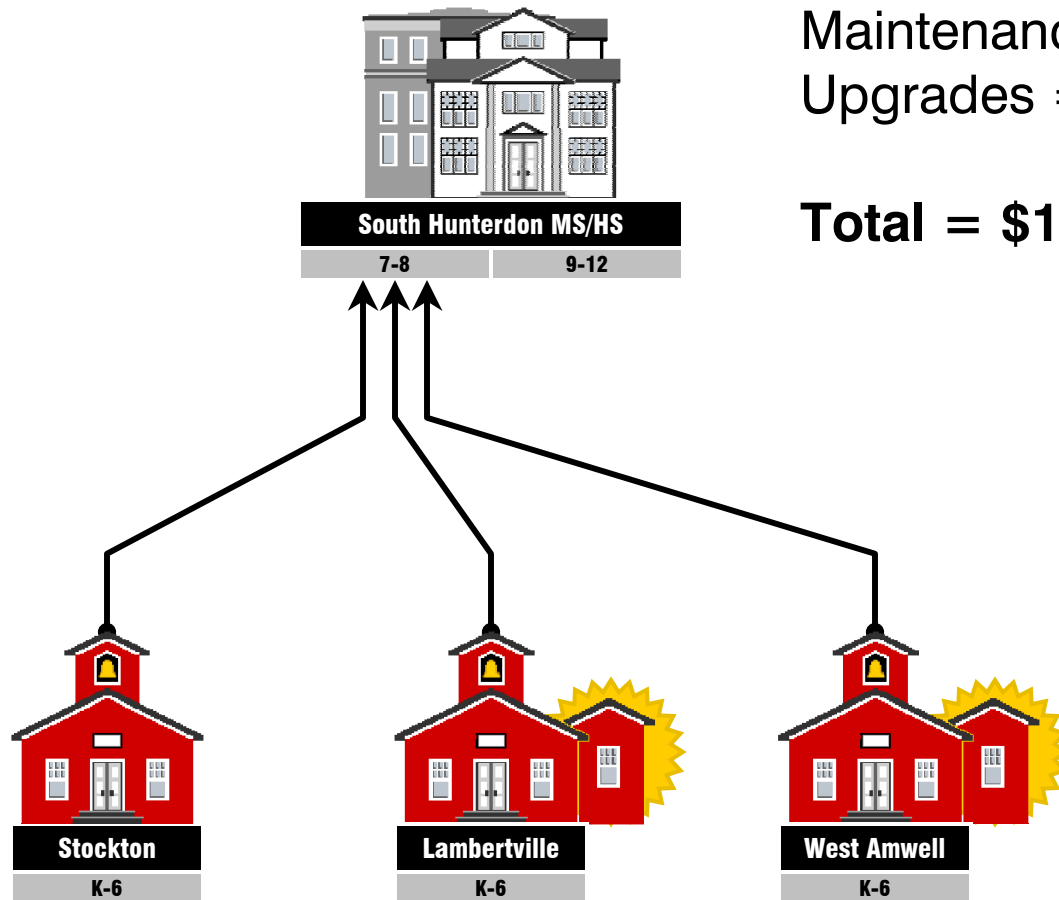 Maintenanc
Upgrades =
Total = $1
South Hunterdon MS/HS
7-8 9-12
Stockton Lambertville West Amwell
K-6 K-6 K-6